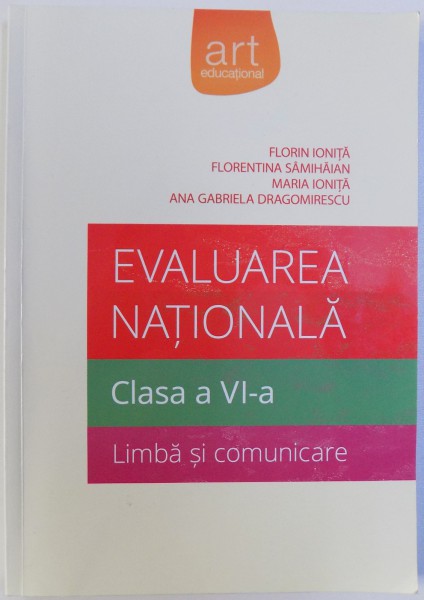 art
educațional
FLORIN IONIȚĂ
FLORENTINA SÂMIHĂIAN
MARIA IONIȚĂ
ANA GABRIELA DRAGOMIRESCU
EVALUAREA
NAȚIONALĂ
Clasa a VI-a
Limbă și comunicare